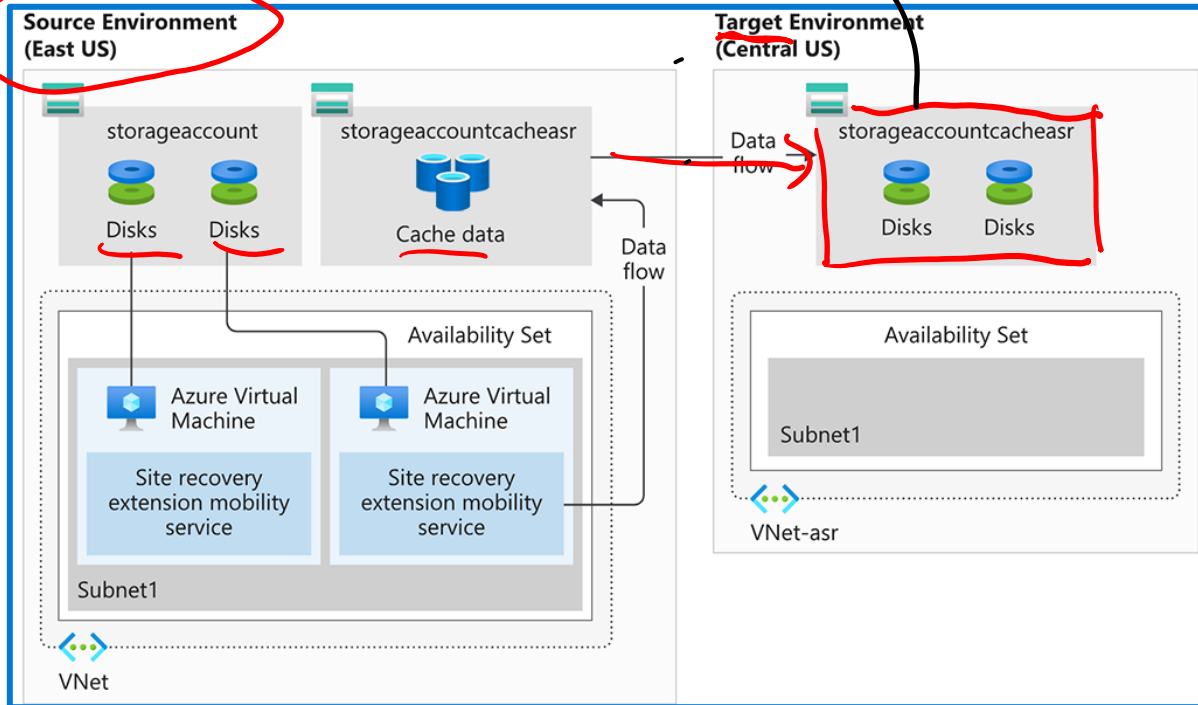 Source Environment
(East US)
Target Environment
(Central US)
storageaccount
Disks
Disks
storageaccountcacheasr
Cache data
Data
flow
storageaccountcacheasr
Disks
Disks
Data
flow
Availability Set
Azure Virtual
Machine
Site recovery
extension mobility
service
Azure Virtual
Machine
Site recovery
extension mobility
service
Subnet1
VNet
Availability Set
Subnet1
VNet-asr